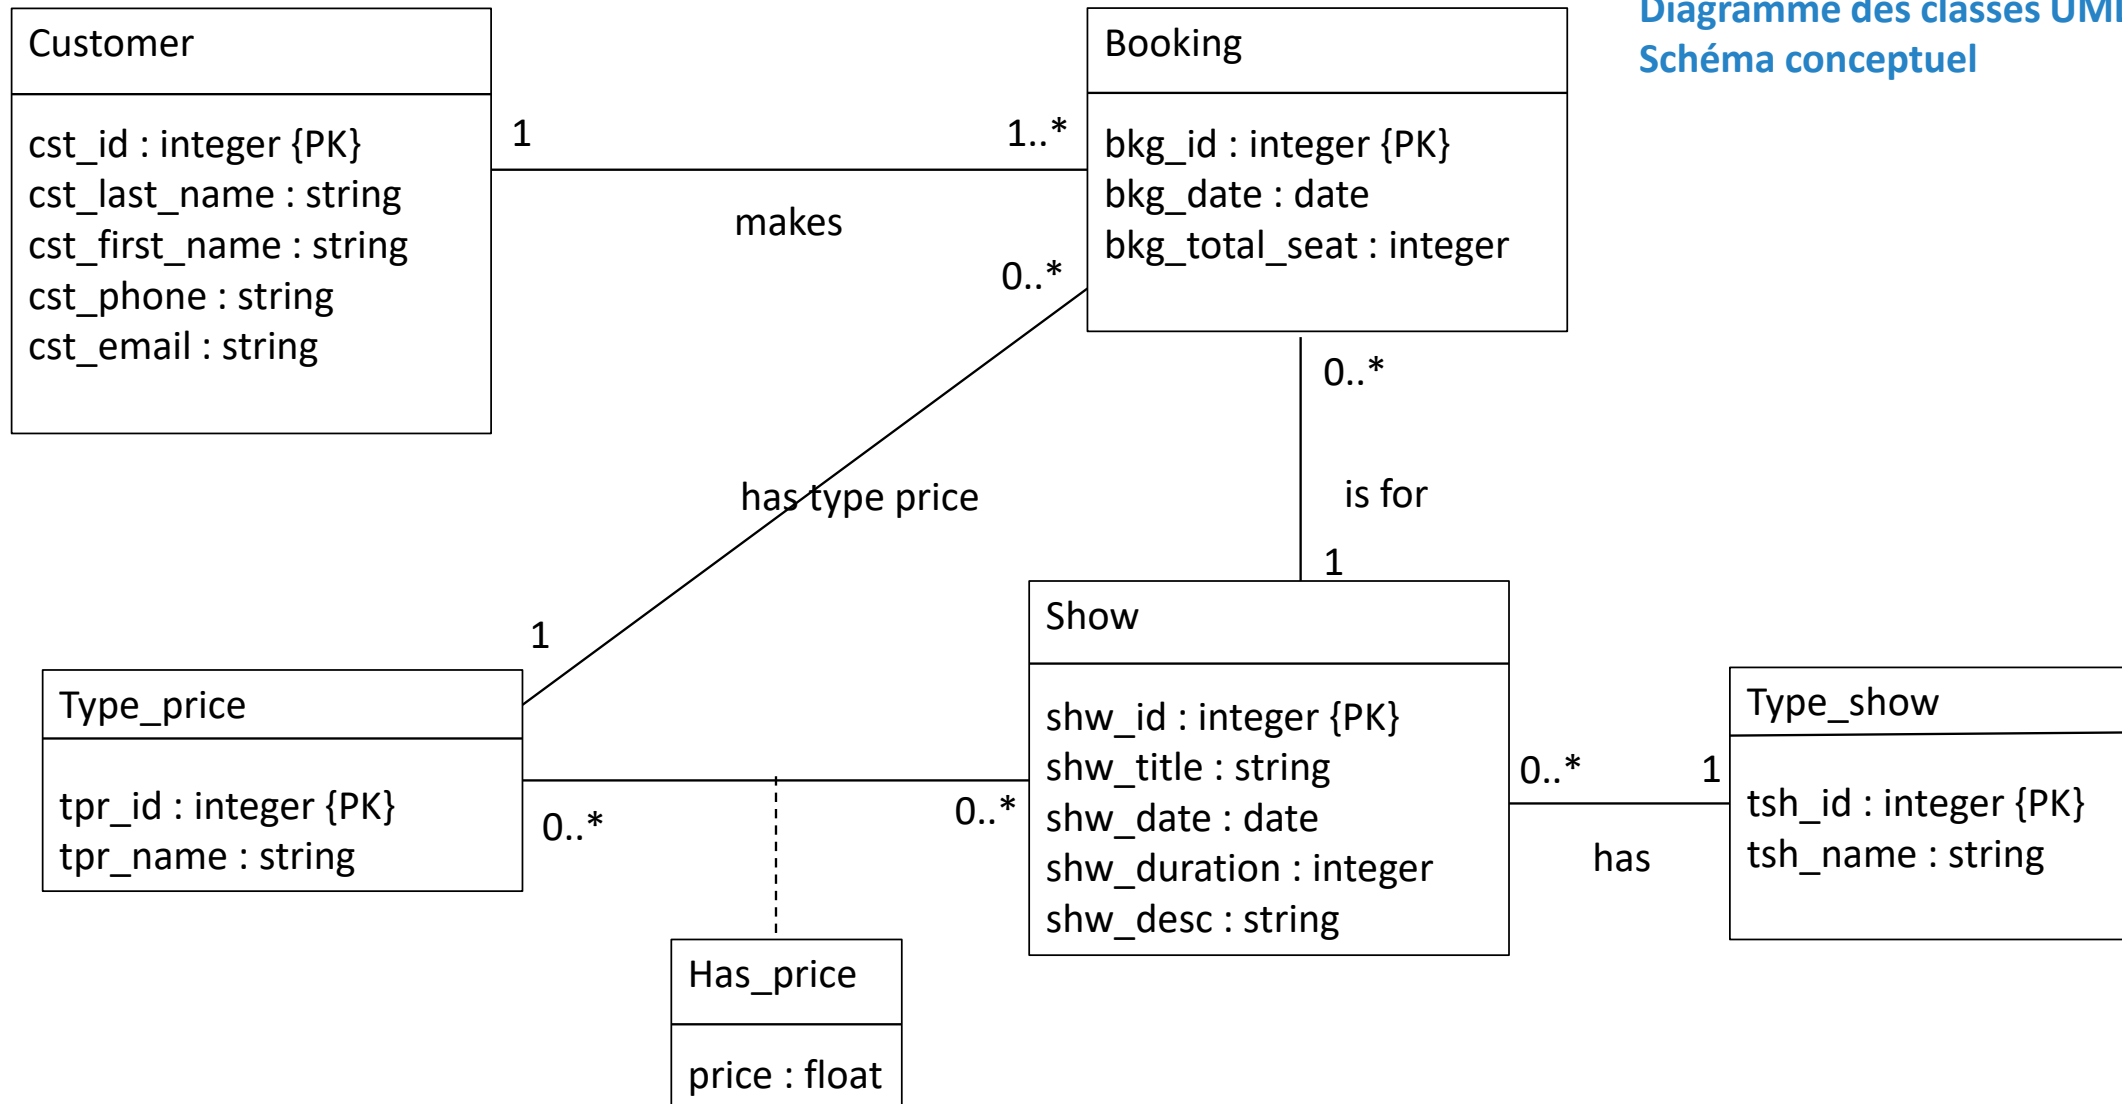 Diagramme des classes UML
Schéma conceptuel
Customer
cst_id : integer {PK}
cst_last_name : string
cst_first_name : string
cst_phone : string
cst_email : string
1
1..*
makes
Booking
bkg_id : integer {PK}
bkg_date : date
bkg_total_seat : integer
0..*
0..*
has type price
is for
1
1
Type_price
tpr_id : integer {PK}
tpr_name : string
0..*
0..*
Show
shw_id : integer {PK}
shw_title : string
shw_date : date
shw_duration : integer
shw_desc : string
0..*
1
has
Type_show
tsh_id : integer {PK}
tsh_name : string
Has_price
price : float